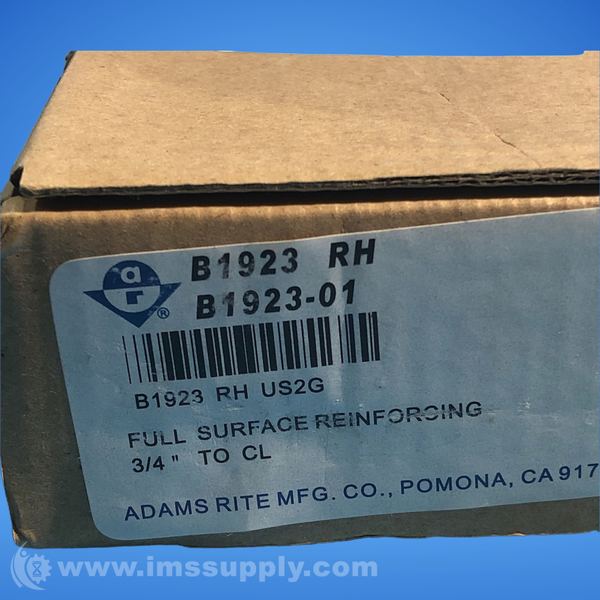 a
r
®
B1923 RH
B1923-01
B1923 RH US2G
FULL SURFACE REINFORCING
3/4" TO CL
ADAMS RITE MFG. CO., POMONA, CA 917
www.imssupply.com